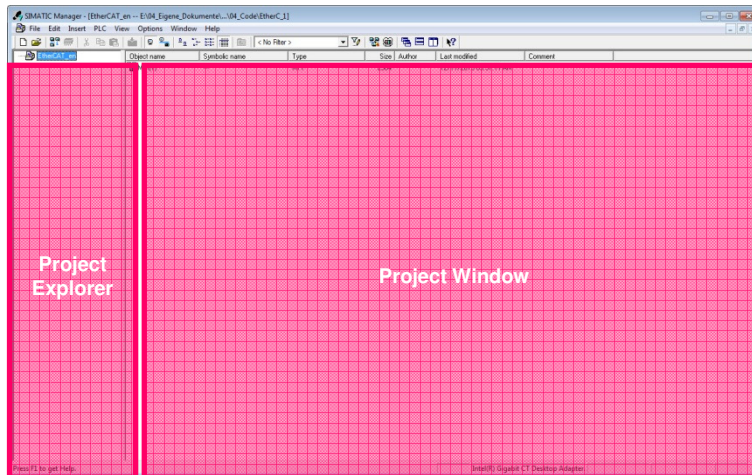 SIMATIC Manager - [EtherCAT_en -- E:\04_Eigene_Dokumente\...\04_Code\EtherC_1]
File Edit Insert PLC View Options Window Help
< No Filter >
EtherCAT_en Object name Symbolic name Type Size Author Last modified Comment
Project
Explorer
Project Window
Press F1 to get Help. Intel(R) Gigabit CT Desktop Adapter